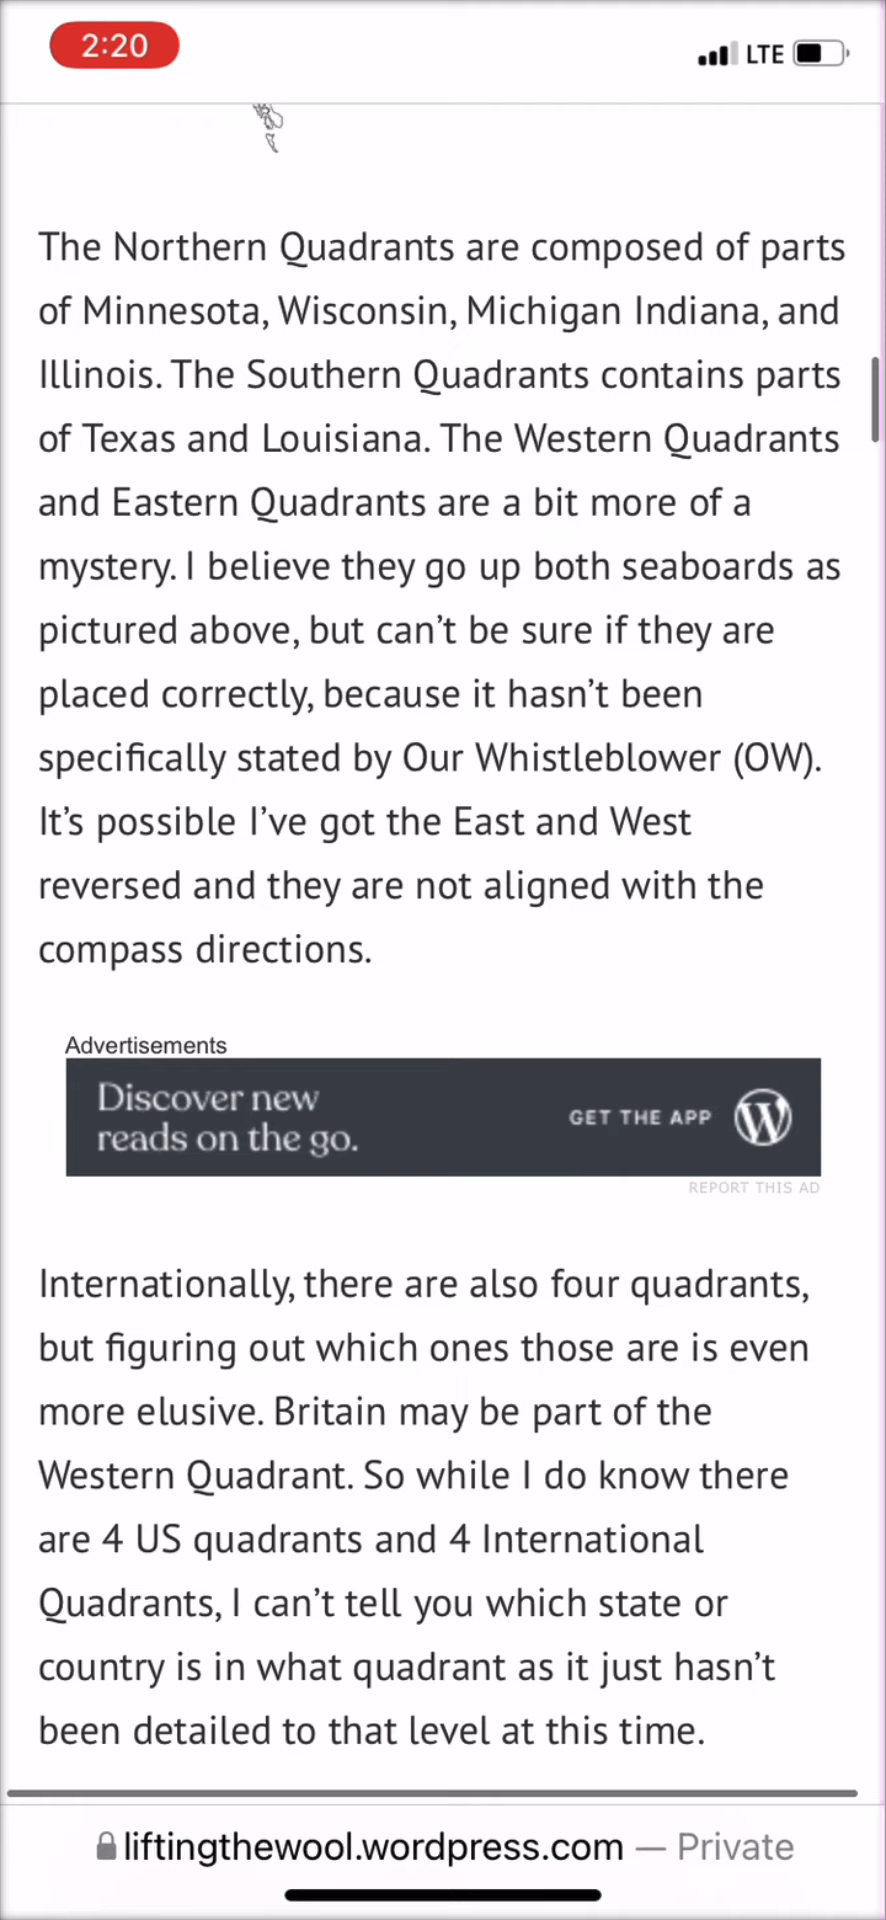 2:20
LTE
The Northern Quadrants are composed of parts
of Minnesota, Wisconsin, Michigan Indiana, and
Illinois. The Southern Quadrants contains parts
of Texas and Louisiana. The Western Quadrants
and Eastern Quadrants are a bit more of a
mystery. I believe they go up both seaboards as
pictured above, but can’t be sure if they are
placed correctly, because it hasn’t been
specifically stated by Our Whistleblower (OW).
It’s possible I’ve got the East and West
reversed and they are not aligned with the
compass directions.
Advertisements
Discover new
reads on the go.
GET THE APP
REPORT THIS AD
Internationally, there are also four quadrants,
but figuring out which ones those are is even
more elusive. Britain may be part of the
Western Quadrant. So while I do know there
are 4 US quadrants and 4 International
Quadrants, I can’t tell you which state or
country is in what quadrant as it just hasn’t
been detailed to that level at this time.
liftingthewool.wordpress.com — Private